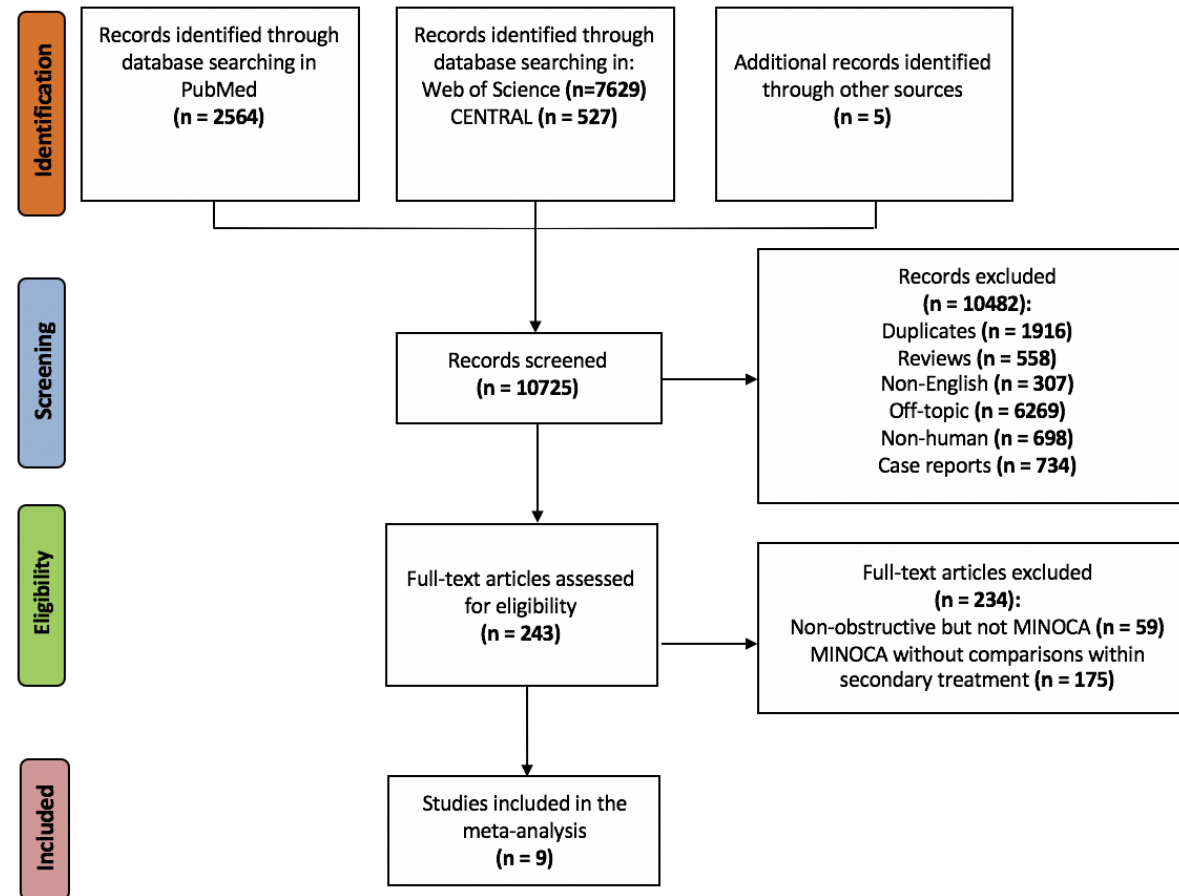 Identification
Records identified through
database searching in
PubMed
(n = 2564)
Records identified through
database searching in:
Web of Science (n=7629)
CENTRAL (n = 527)
Additional records identified
through other sources
(n = 5)
Screening
Records screened
(n = 10725)
Records excluded
(n = 10482):
Duplicates (n = 1916)
Reviews (n = 558)
Non-English (n = 307)
Off-topic (n = 6269)
Non-human (n = 698)
Case reports (n = 734)
Eligibility
Full-text articles assessed
for eligibility
(n = 243)
Full-text articles excluded
(n = 234):
Non-obstructive but not MINOCA (n = 59)
MINOCA without comparisons within
secondary treatment (n = 175)
Included
Studies included in the
meta-analysis
(n = 9)